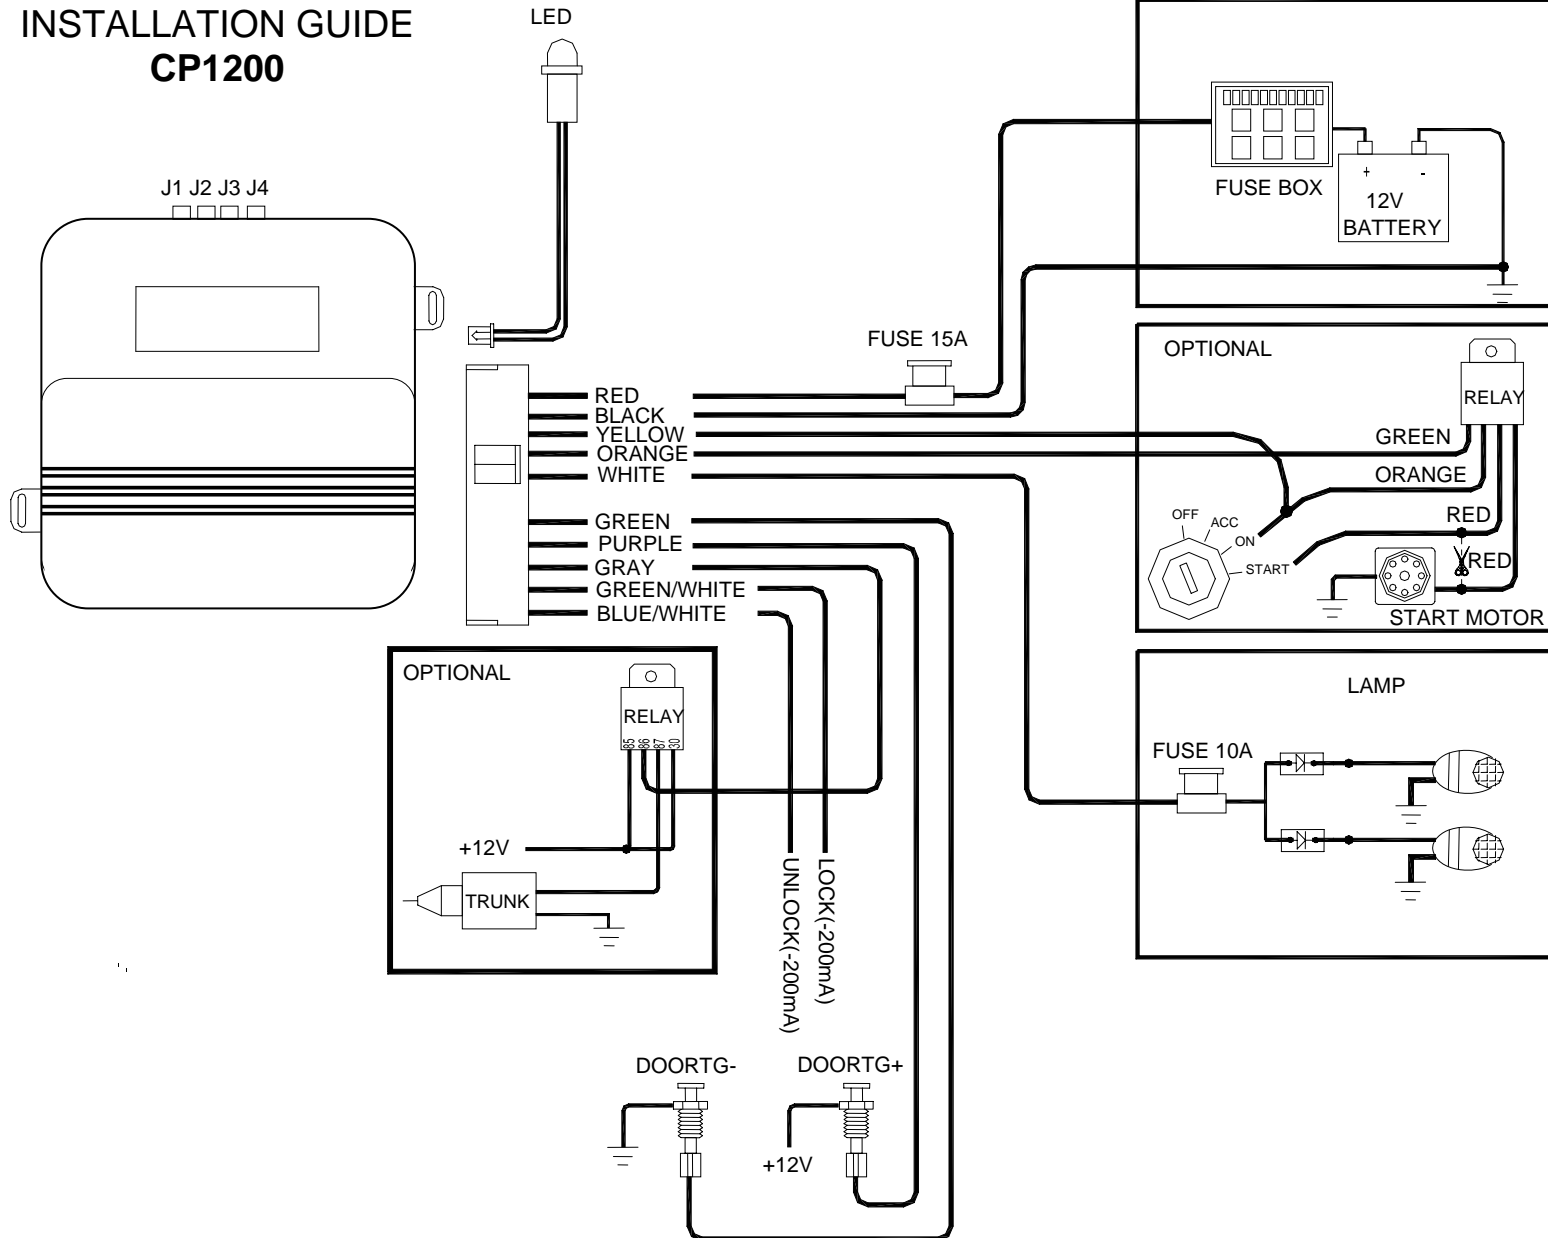 INSTALLATION GUIDE
CP1200
LED
J1 J2 J3 J4
FUSE BOX
+ -
12V
BATTERY
FUSE 15A
RED
BLACK
YELLOW
ORANGE
WHITE
GREEN
PURPLE
GRAY
GREEN/WHITE
BLUE/WHITE
OPTIONAL
RELAY
GREEN
ORANGE
RED
RED
OFF
ACC
ON
START
START MOTOR
OPTIONAL
RELAY
85 86 87 30
+12V
TRUNK
UNLOCK(-200mA)
LOCK(-200mA)
LAMP
FUSE 10A
DOORTG-
DOORTG+
+12V